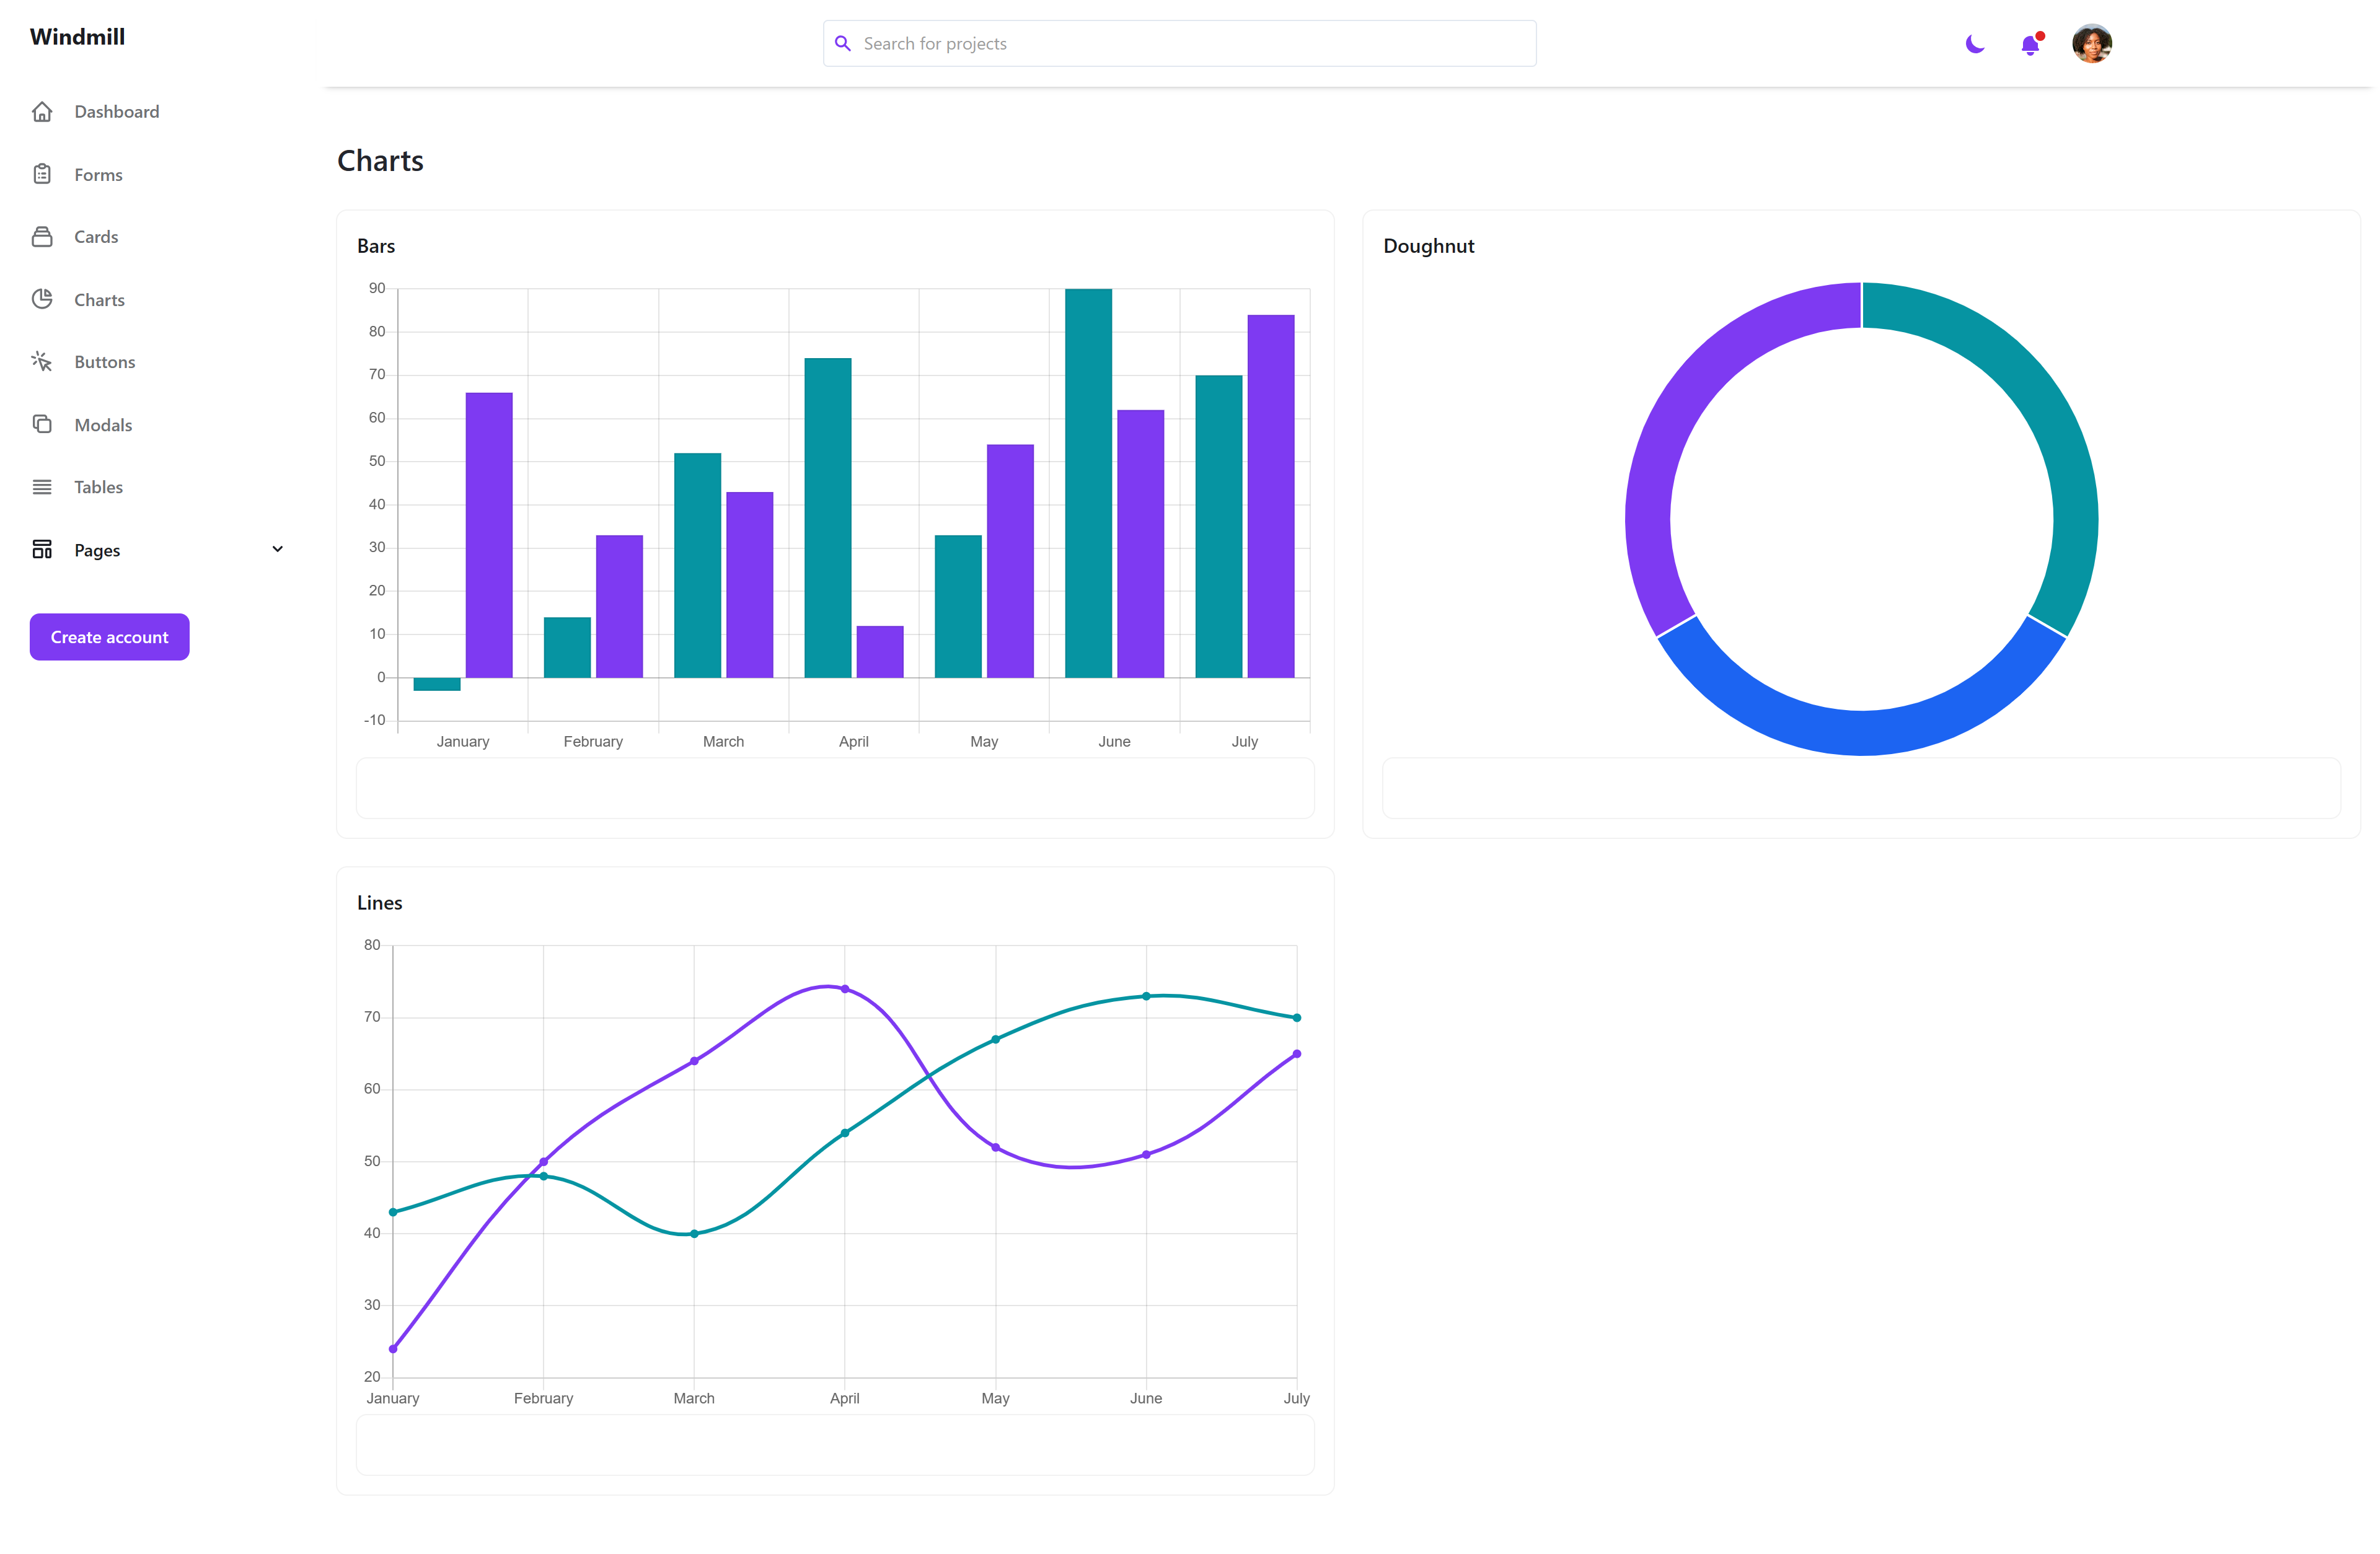 Windmill
Search for projects
Dashboard
Forms
Cards
Charts
Buttons
Modals
Tables
Pages
Create account
Charts
Bars
90
80
70
60
50
40
30
20
10
0
-10
January February March April May June July
Doughnut
Lines
80
70
60
50
40
30
20
January February March April May June July